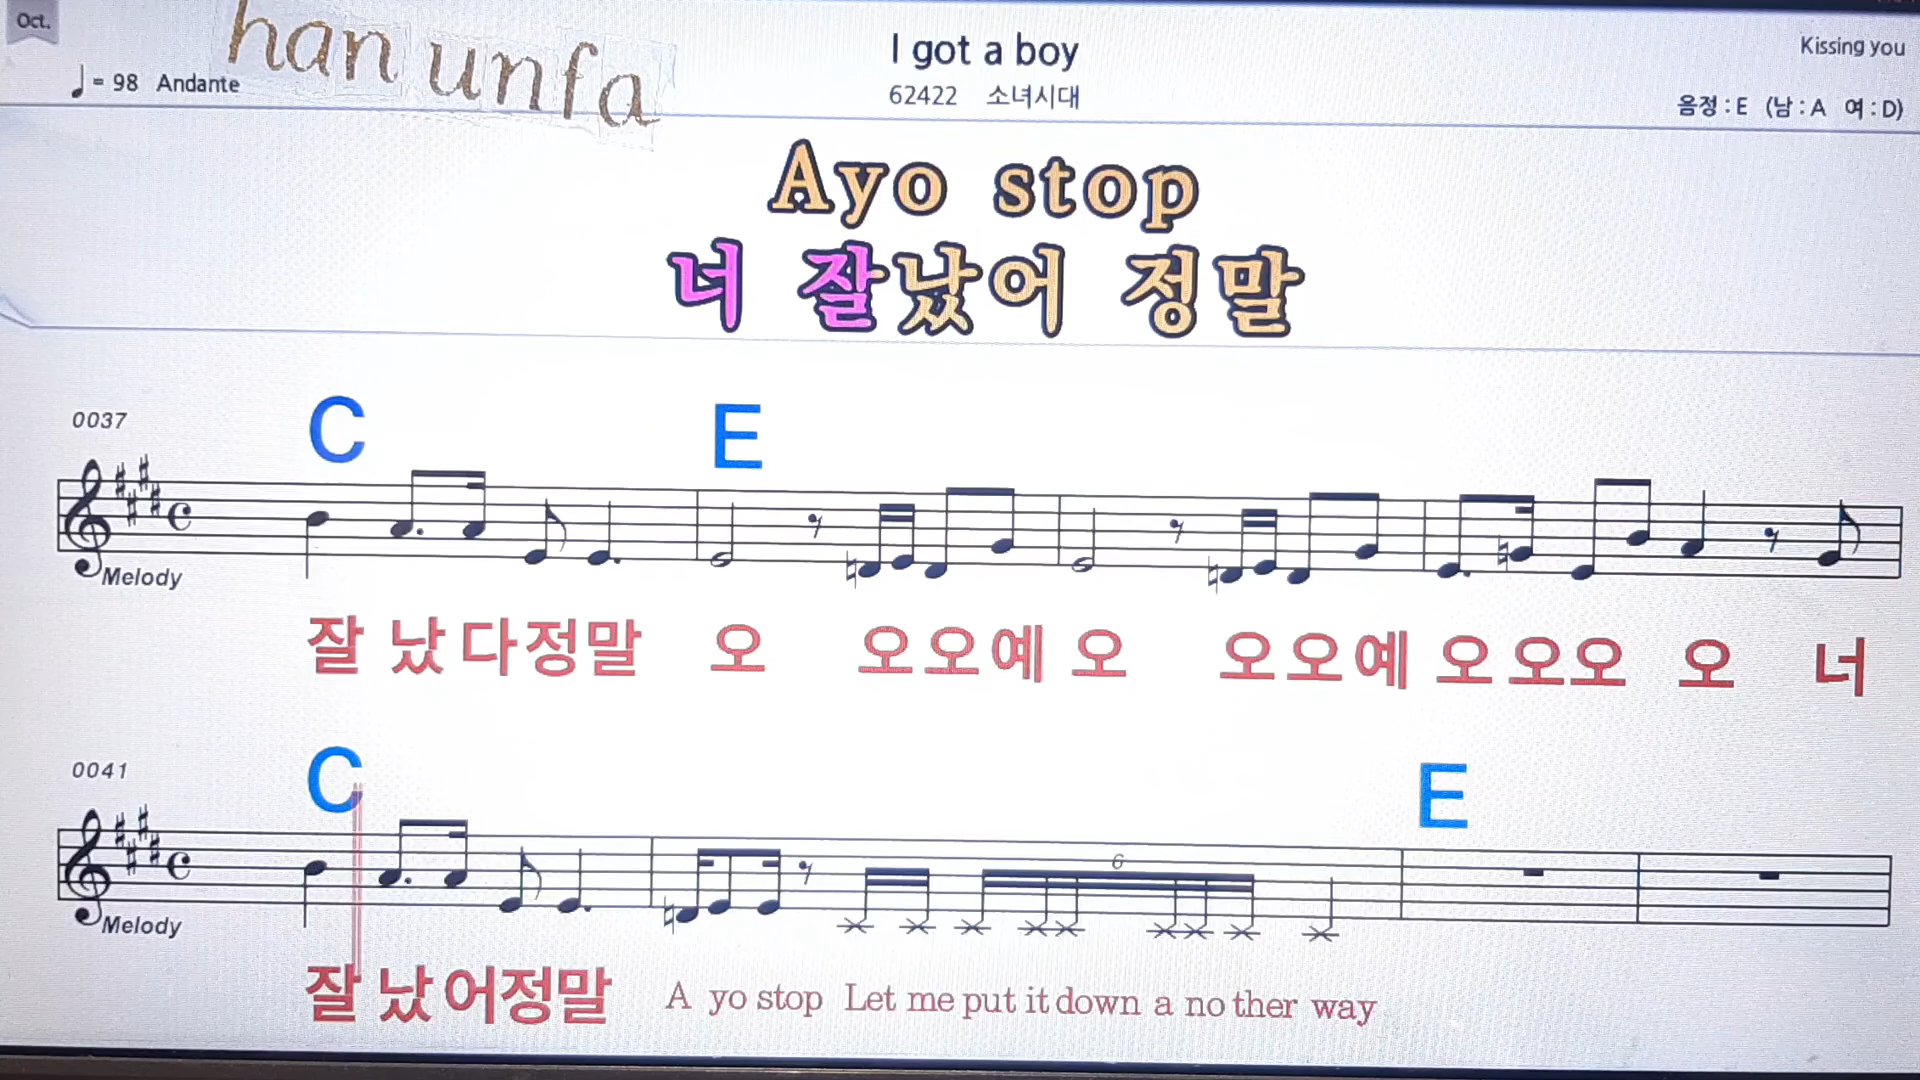 Oct.
han unfa
I got a boy
Kissing you
♩= 98 Andante
62422 소녀시대
음정 : E (남 : A 여 : D)
Ayo stop
너 잘났어 정말
0037
C E
Melody
잘 났 다 정말 오 오오예 오 오오예 오 오오 오 너
0041
C E
6
Melody
잘 났 어정말 A yo stop Let me put it down a no ther way